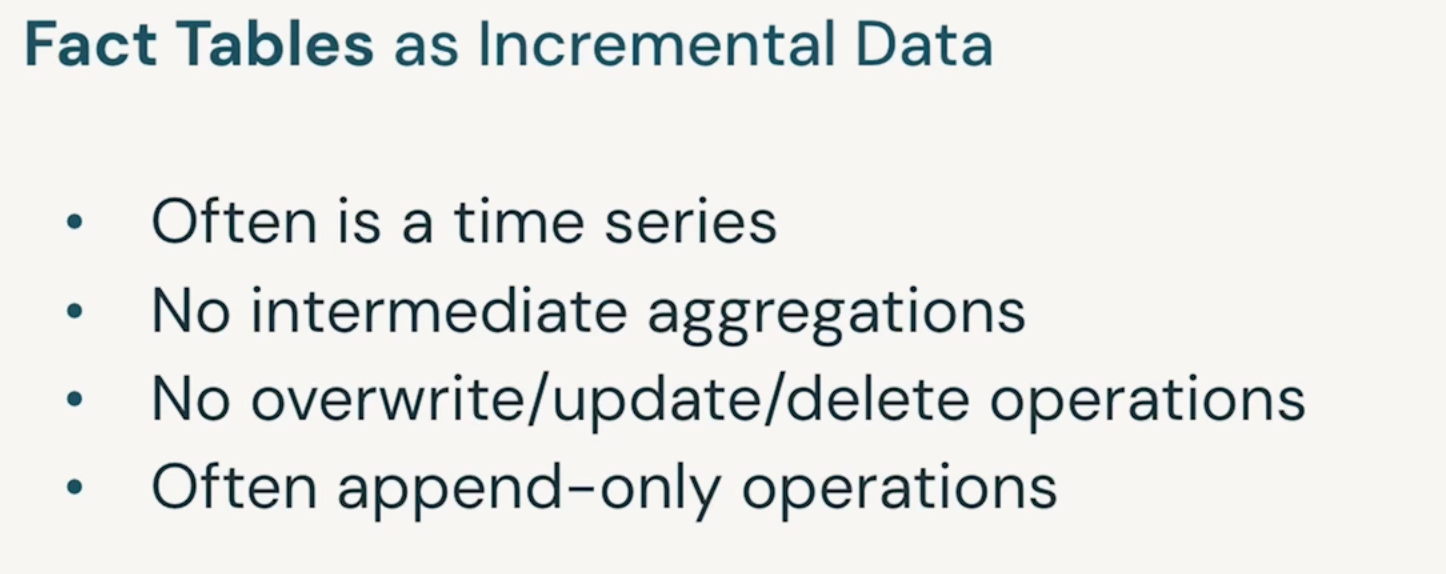 Fact Tables as Incremental Data
• Often is a time series
• No intermediate aggregations
• No overwrite/update/delete operations
• Often append-only operations